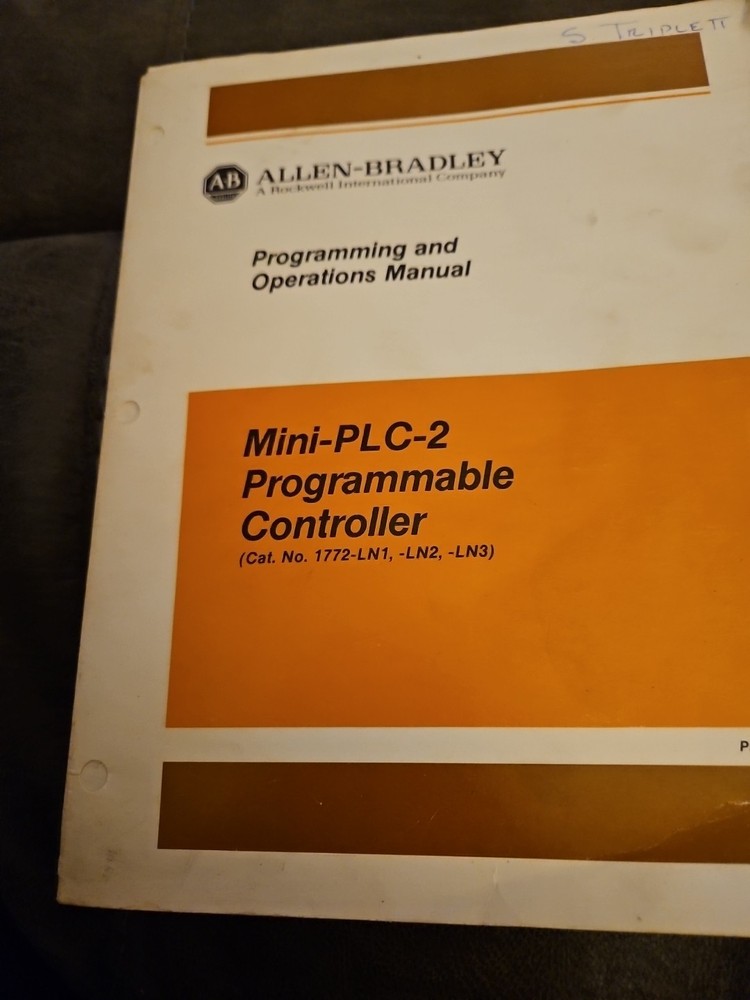 S TRIPLETT
AB
ALLEN-BRADLEY
A Rockwell International Company
Programming and
Operations Manual
Mini-PLC-2
Programmable
Controller
(Cat. No. 1772-LN1, -LN2, -LN3)
P